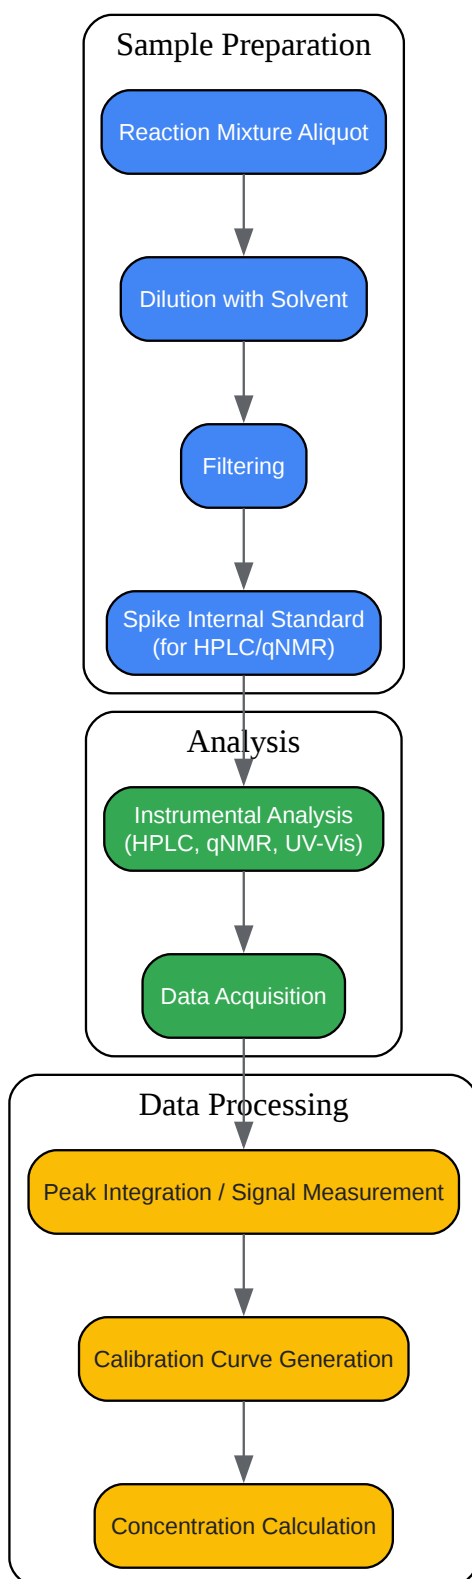 Sample Preparation
Reaction Mixture Aliquot
Dilution with Solvent
Filtering
Spike Internal Standard
(for HPLC/qNMR)
Analysis
Instrumental Analysis
(HPLC, qNMR, UV-Vis)
Data Acquisition
Data Processing
Peak Integration / Signal Measurement
Calibration Curve Generation
Concentration Calculation